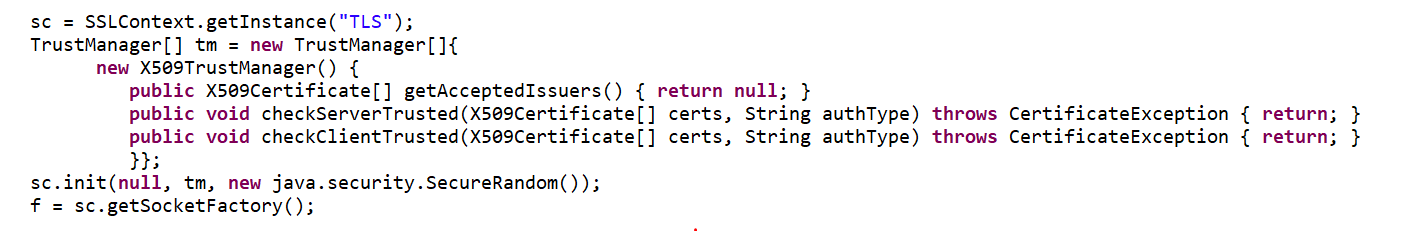 sc = SSLContext.getInstance("TLS");
TrustManager[] tm = new TrustManager[]{
new X509TrustManager() {
public X509Certificate[] getAcceptedIssuers() { return null; }
public void checkServerTrusted(X509Certificate[] certs, String authType) throws CertificateException { return; }
public void checkClientTrusted(X509Certificate[] certs, String authType) throws CertificateException { return; }
}};
sc.init(null, tm, new java.security.SecureRandom());
f = sc.getSocketFactory();